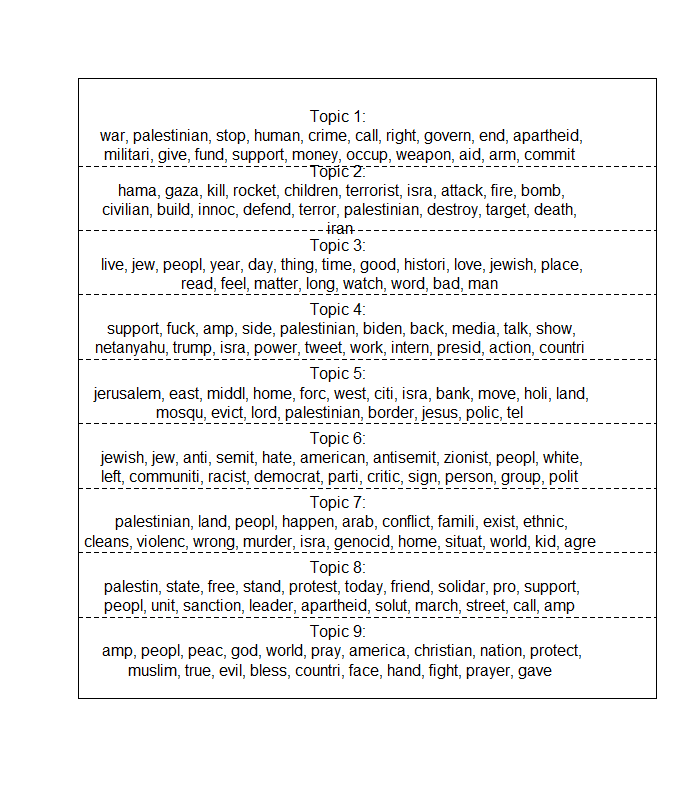 Topic 1:
war, palestinian, stop, human, crime, call, right, govern, end, apartheid,
militari, give, fund, support, money, occup, weapon, aid, arm, commit
Topic 2:
hama, gaza, kill, rocket, children, terrorist, isra, attack, fire, bomb,
civilian, build, innoc, defend, terror, palestinian, destroy, target, death,
iran
Topic 3:
live, jew, peopl, year, day, thing, time, good, histori, love, jewish, place,
read, feel, matter, long, watch, word, bad, man
Topic 4:
support, fuck, amp, side, palestinian, biden, back, media, talk, show,
netanyahu, trump, isra, power, tweet, work, intern, presid, action, countri
Topic 5:
jerusalem, east, middl, home, forc, west, citi, isra, bank, move, holi, land,
mosqu, evict, lord, palestinian, border, jesus, polic, tel
Topic 6:
jewish, jew, anti, semit, hate, american, antisemit, zionist, peopl, white,
left, communiti, racist, democrat, parti, critic, sign, person, group, polit
Topic 7:
palestinian, land, peopl, happen, arab, conflict, famili, exist, ethnic,
cleans, violenc, wrong, murder, isra, genocid, home, situat, world, kid, agre
Topic 8:
palestin, state, free, stand, protest, today, friend, solidar, pro, support,
peopl, unit, sanction, leader, apartheid, solut, march, street, call, amp
Topic 9:
amp, peopl, peac, god, world, pray, america, christian, nation, protect,
muslim, true, evil, bless, countri, face, hand, fight, prayer, gave